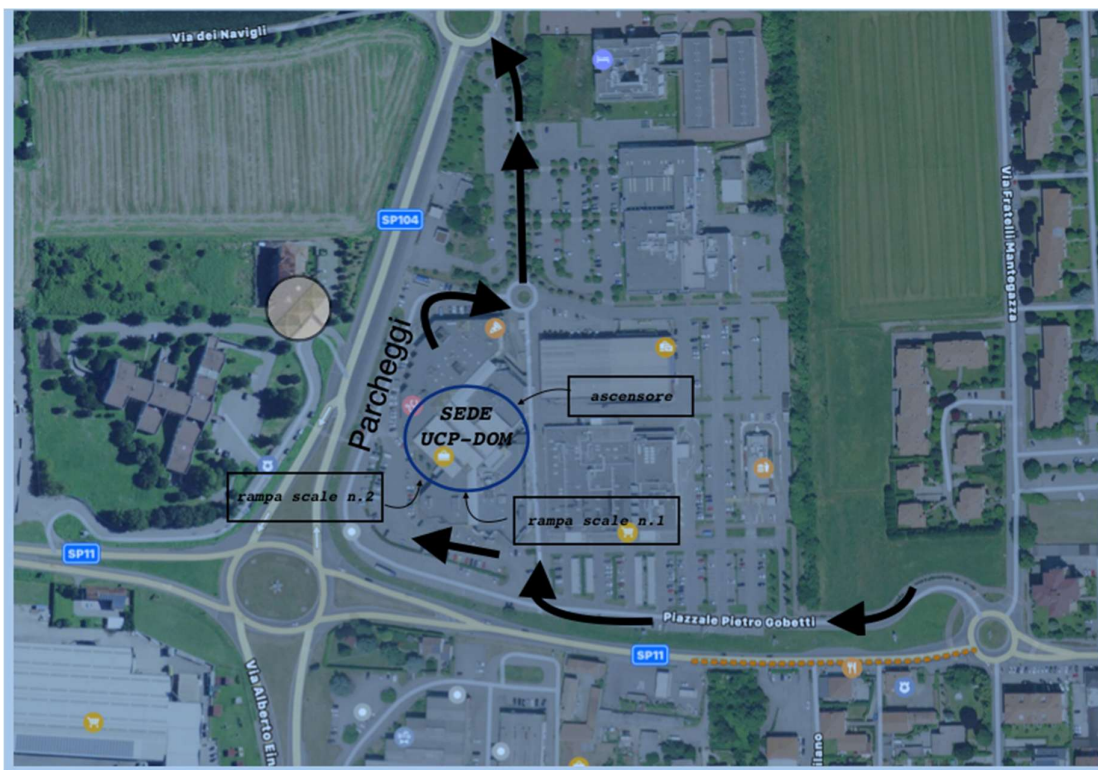 Via dei Navigli
SP104
Via Fratelli Mantegazza
Parcheggi
ascensore
SEDE
UCP-DOM
rampa scale n.2
rampa scale n.1
SP11
Piazzale Pietro Gobetti
SP11
Via Alberto Ein
ilano